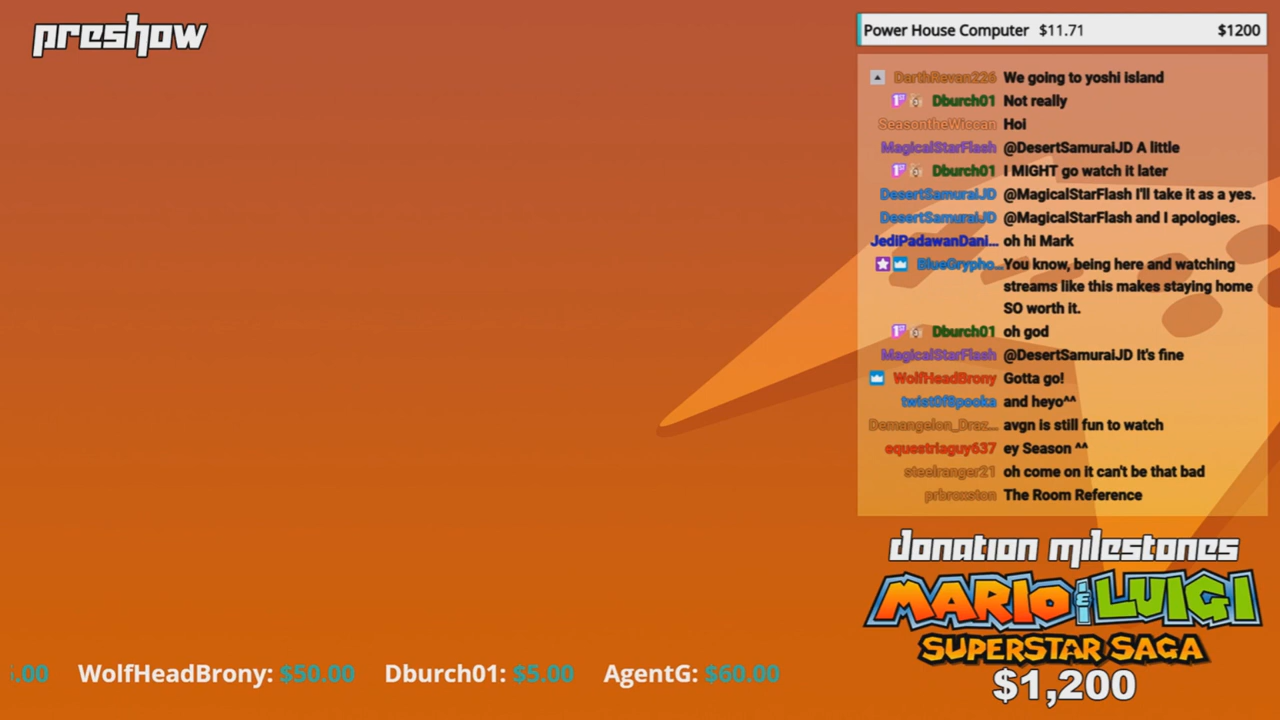 preshow
Power House Computer $11.71 $1200
DarthRevan226 We going to yoshi island
Dburch01 Not really
SeasontheWiccan Hoi
MagicalStarFlash @DesertSamuraiJD A little
Dburch01 I MIGHT go watch it later
DesertSamuraiJD @MagicalStarFlash I'll take it as a yes.
DesertSamuraiJD @MagicalStarFlash and I apologies.
JediPadawanDani... oh hi Mark
BlueGrypho... You know, being here and watching
streams like this makes staying home
SO worth it.
Dburch01 oh god
MagicalStarFlash @DesertSamuraiJD It's fine
WolfHeadBrony Gotta go!
twist0fSpooka and heyo^^
Demangelon_Draz... avgn is still fun to watch
equestriaguy637 ey Season ^^
steelranger21 oh come on it can't be that bad
prbroxston The Room Reference
donation milestones
MARIO & LUIGI
SUPERSTAR SAGA
$1,200
.00 WolfHeadBrony: $50.00 Dburch01: $5.00 AgentG: $60.00